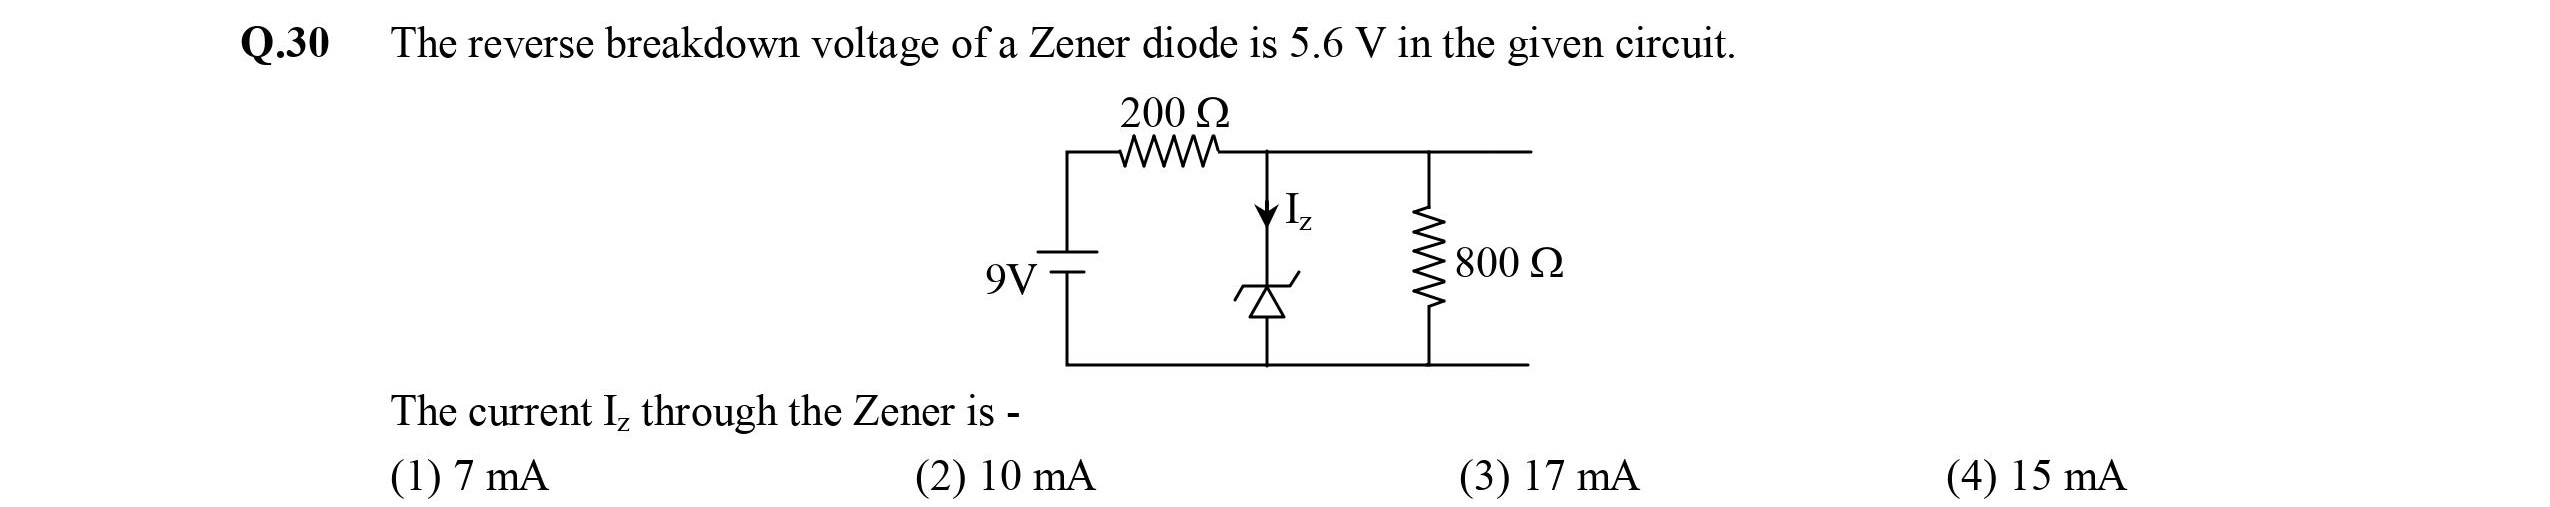 Q.30 The reverse breakdown voltage of a Zener diode is 5.6 V in the given circuit.
200 Ω
I_z
9V
800 Ω
The current I_z through the Zener is -
(1) 7 mA (2) 10 mA (3) 17 mA (4) 15 mA